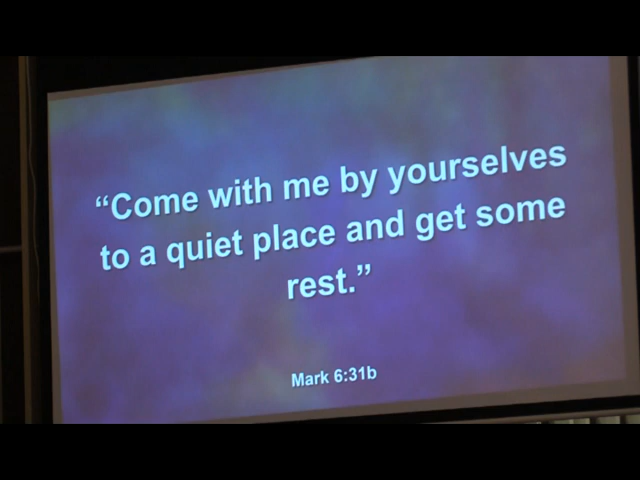 “Come with me by yourselves
to a quiet place and get some
rest.”
Mark 6:31b